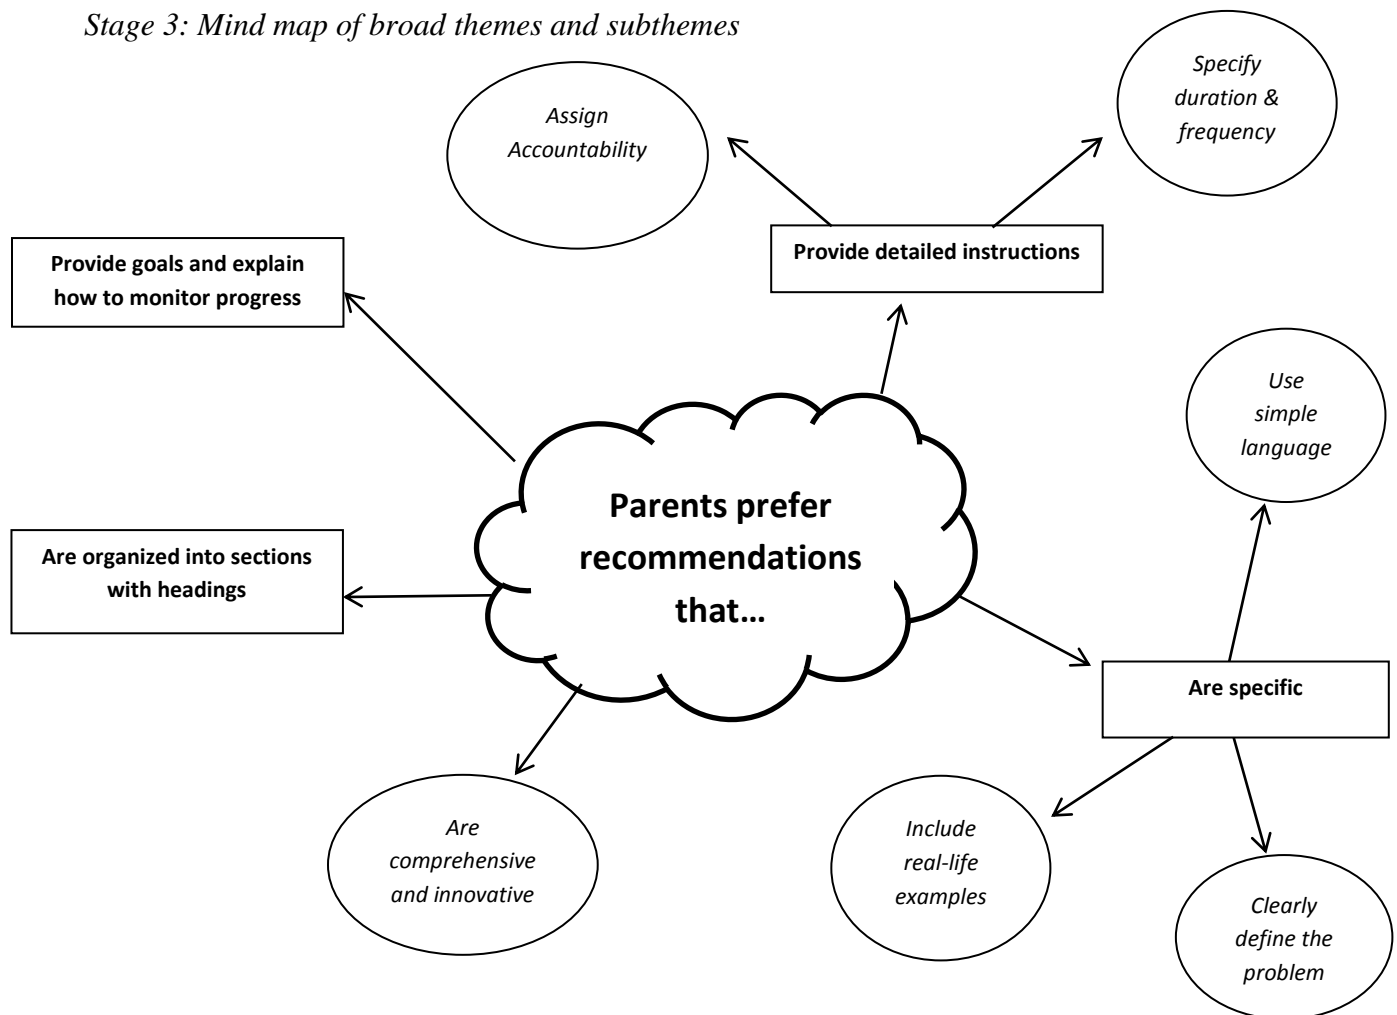 Stage 3: Mind map of broad themes and subthemes
Assign
Accountability
Specify
duration &
frequency
Provide detailed instructions
Provide goals and explain
how to monitor progress
Use
simple
language
Parents prefer
recommendations
that…
Are organized into sections
with headings
Are specific
Are
comprehensive
and innovative
Include
real-life
examples
Clearly
define the
problem